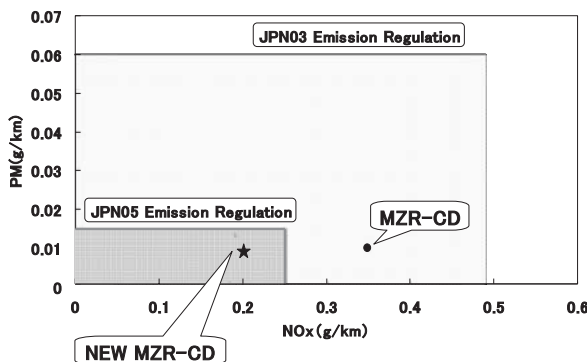 0.07
JPN03 Emission Regulation
0.06
0.05
0.04
0.03
0.02
JPN05 Emission Regulation
MZR-CD
0.01
0
PM(g/km)
0 0.1 0.2 0.3 0.4 0.5 0.6
NOx(g/km)
NEW MZR-CD